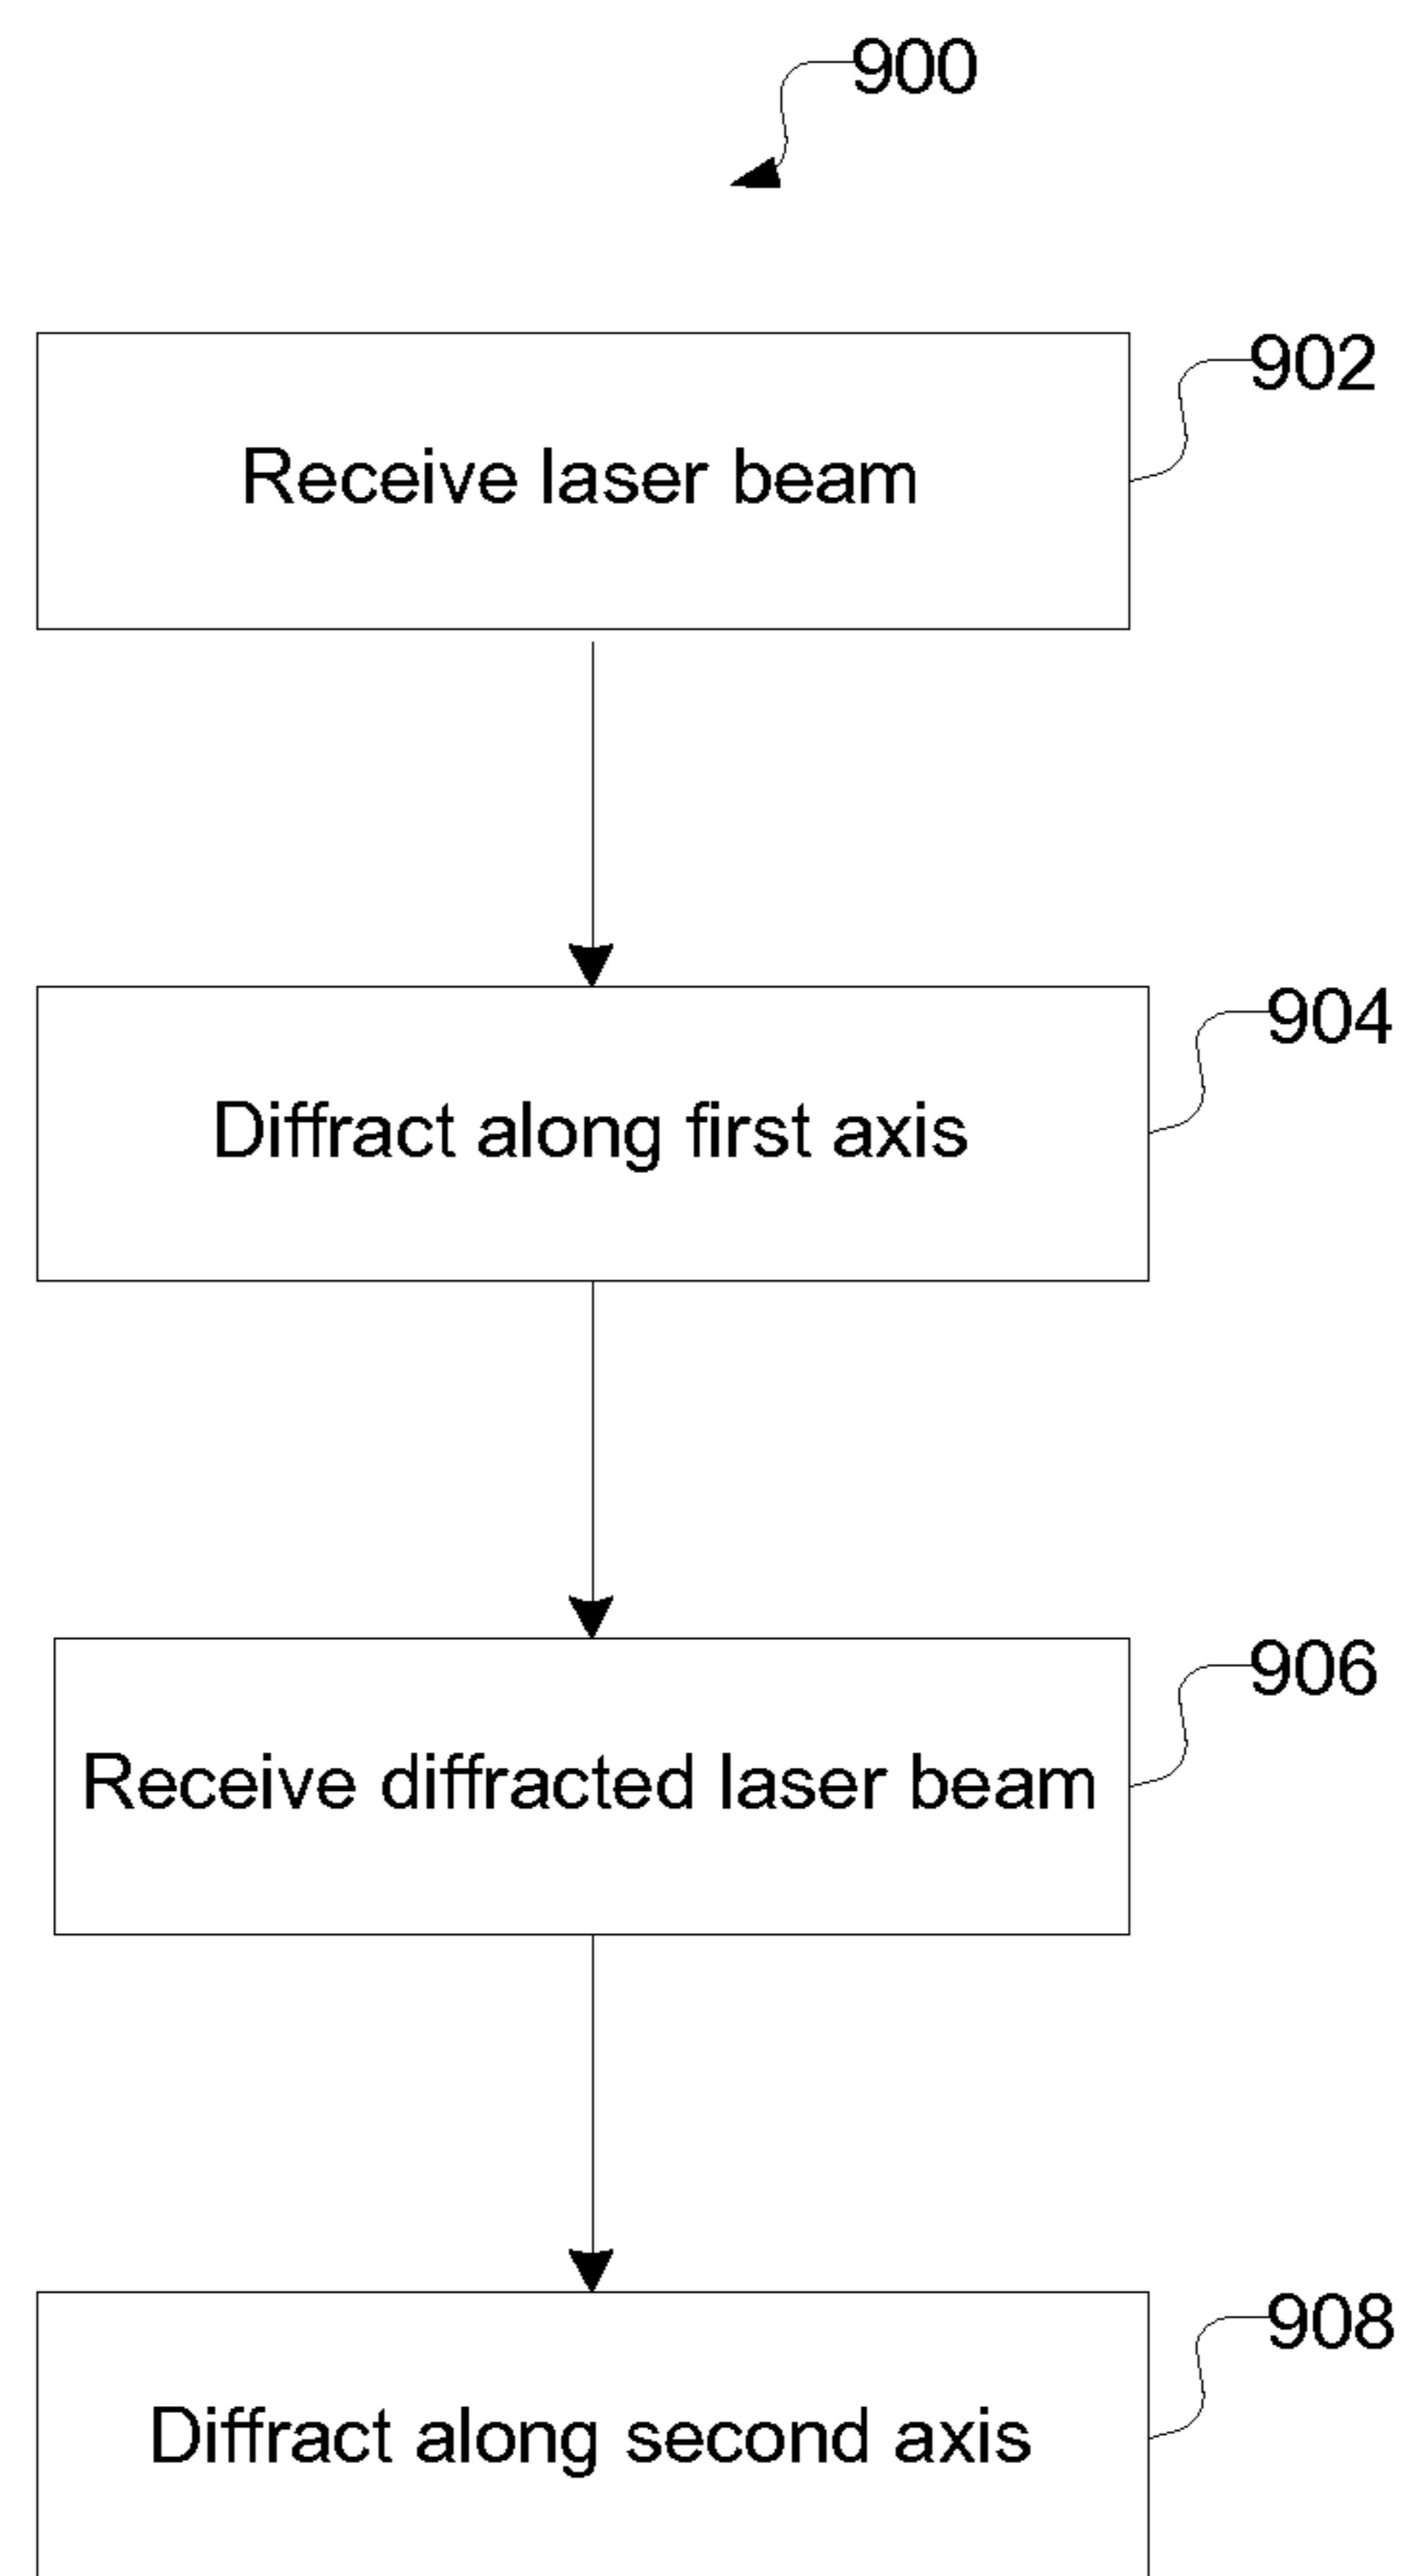 900
902
Receive laser beam
904
Diffract along first axis
906
Receive diffracted laser beam
908
Diffract along second axis